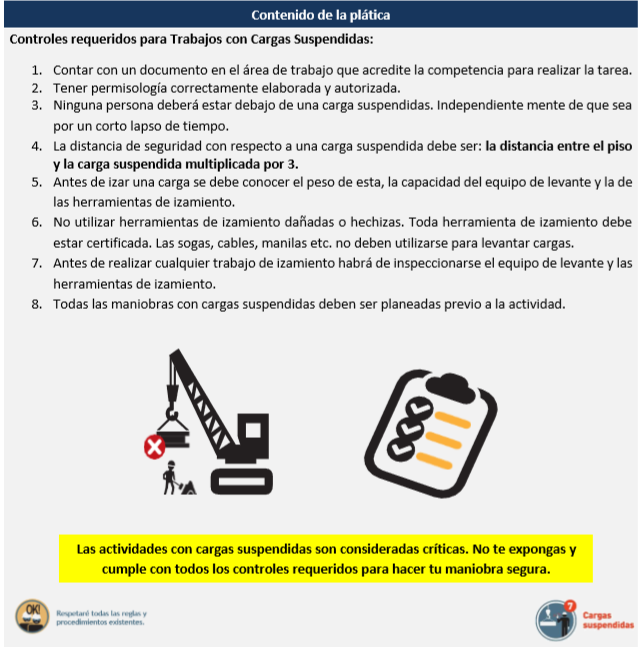 Contenido de la plática
Controles requeridos para Trabajos con Cargas Suspendidas:
1. Contar con un documento en el área de trabajo que acredite la competencia para realizar la tarea.
2. Tener permisología correctamente elaborada y autorizada.
3. Ninguna persona deberá estar debajo de una carga suspendidas. Independiente mente de que sea
por un corto lapso de tiempo.
4. La distancia de seguridad con respecto a una carga suspendida debe ser: la distancia entre el piso
y la carga suspendida multiplicada por 3.
5. Antes de izar una carga se debe conocer el peso de esta, la capacidad del equipo de levante y la de
las herramientas de izamiento.
6. No utilizar herramientas de izamiento dañadas o hechizas. Toda herramienta de izamiento debe
estar certificada. Las sogas, cables, manilas etc. no deben utilizarse para levantar cargas.
7. Antes de realizar cualquier trabajo de izamiento habrá de inspeccionarse el equipo de levante y las
herramientas de izamiento.
8. Todas las maniobras con cargas suspendidas deben ser planeadas previo a la actividad.
Las actividades con cargas suspendidas son consideradas críticas. No te expongas y
cumple con todos los controles requeridos para hacer tu maniobra segura.
OK!
Respetaré todas las reglas y
procedimientos existentes.
7
Cargas
suspendidas